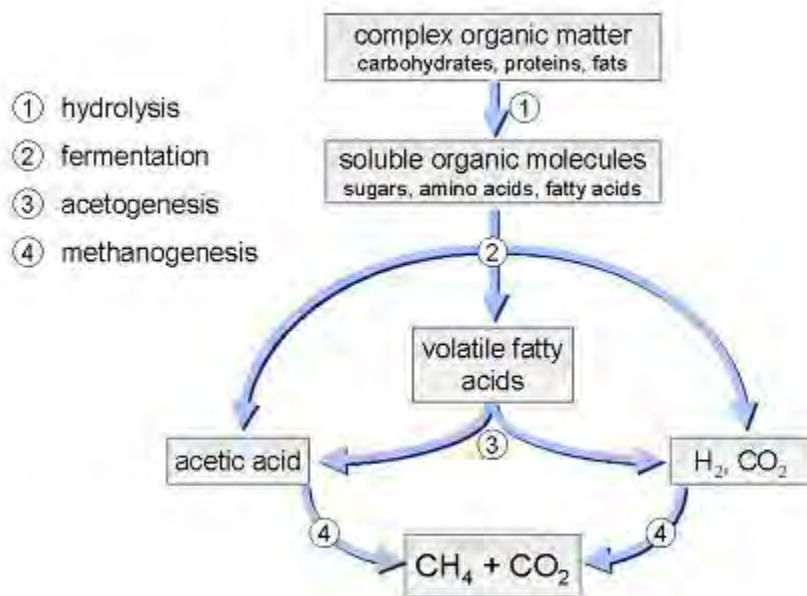 complex organic matter
carbohydrates, proteins, fats
① hydrolysis
② fermentation
③ acetogenesis
④ methanogenesis
①
soluble organic molecules
sugars, amino acids, fatty acids
②
volatile fatty
acids
③
acetic acid
H₂, CO₂
④
④
CH₄ + CO₂